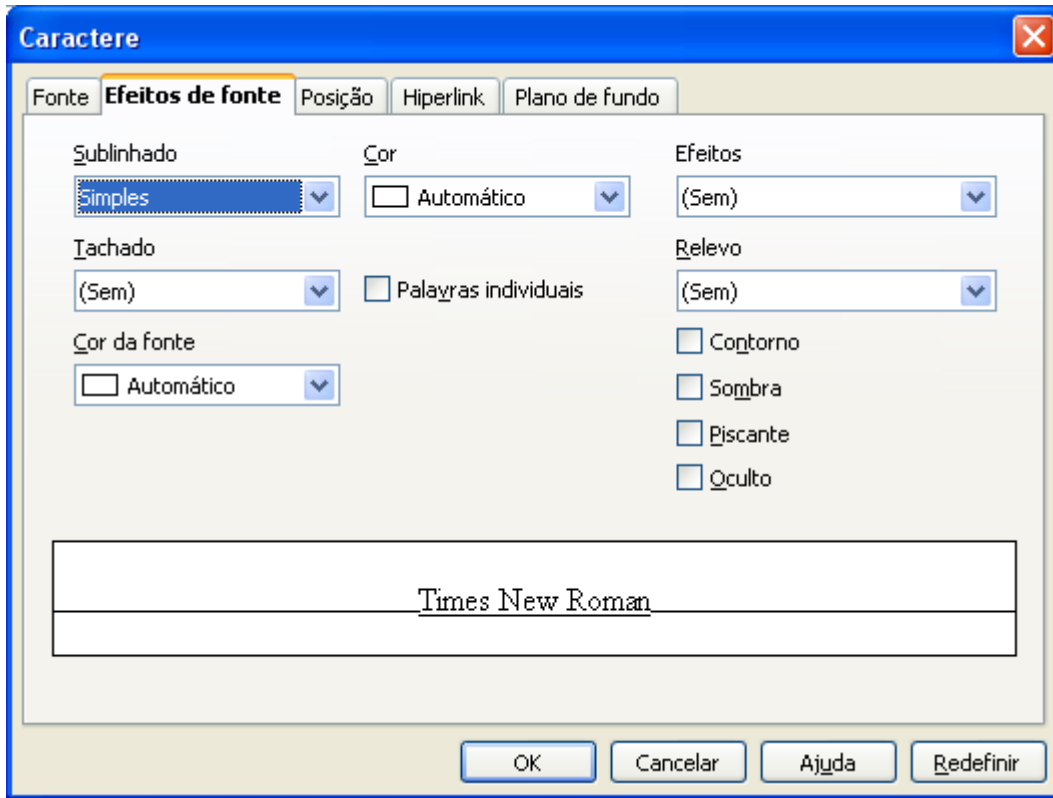 Caractere
Fonte Efeitos de fonte Posição Hiperlink Plano de fundo
Sublinhado Cor Efeitos
Simples Automático (Sem)
Tachado Relevo
(Sem) Palavras individuais (Sem)
Cor da fonte Contorno
Automático Sombra
Piscante
Oculto
Times New Roman
OK Cancelar Ajuda Redefinir